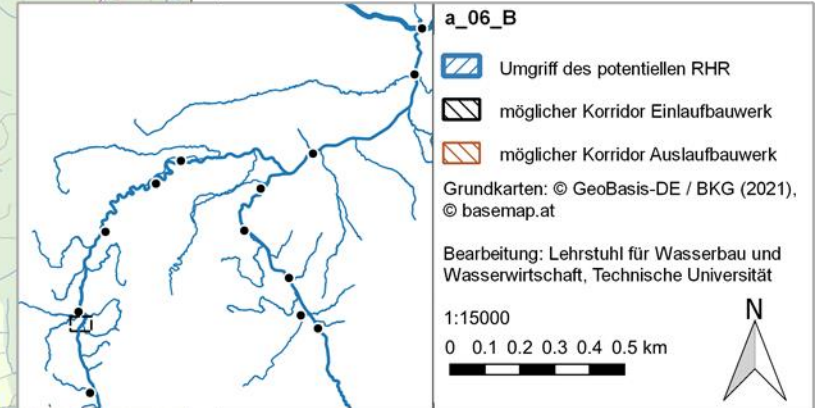 a_06_B
Umgriff des potentiellen RHR
möglicher Korridor Einlaufbauwerk
möglicher Korridor Auslaufbauwerk
Grundkarten: © GeoBasis-DE / BKG (2021),
© basemap.at
Bearbeitung: Lehrstuhl für Wasserbau und
Wasserwirtschaft, Technische Universität
1:15000
N
0 0.1 0.2 0.3 0.4 0.5 km